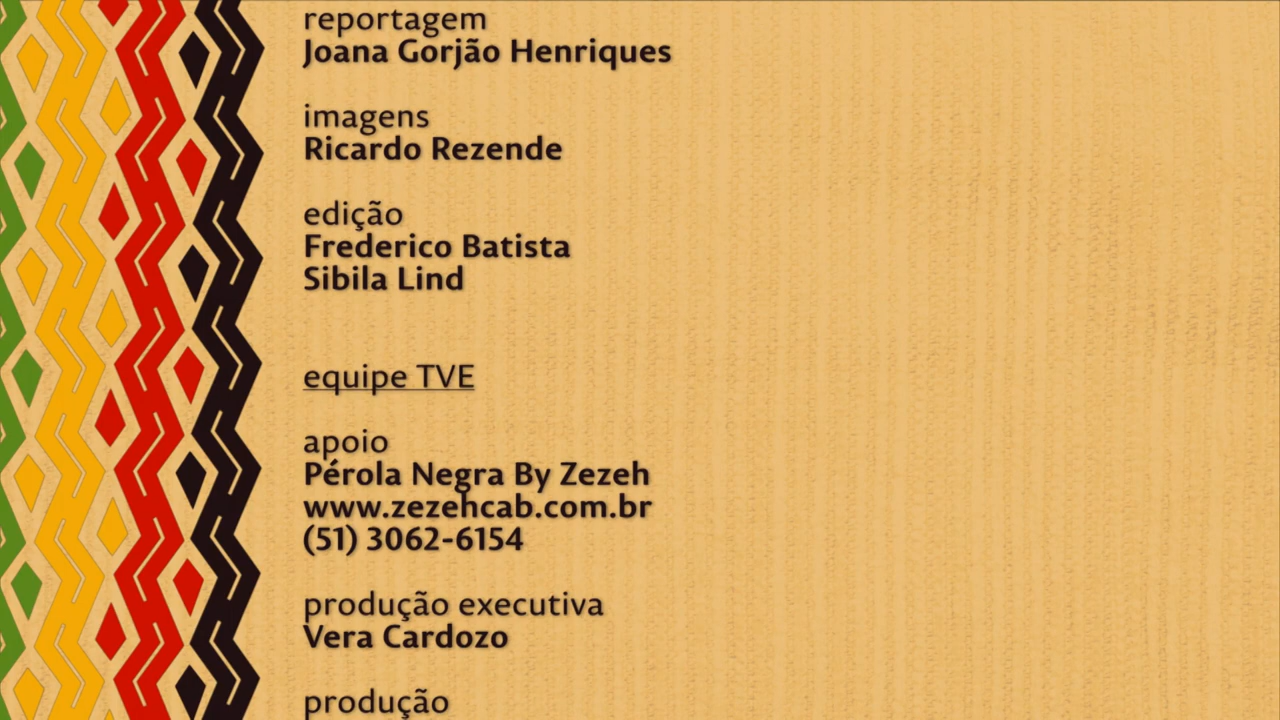 reportagem
Joana Gorjão Henriques
imagens
Ricardo Rezende
edição
Frederico Batista
Sibila Lind
equipe TVE
apoio
Pérola Negra By Zezeh
www.zezehcab.com.br
(51) 3062-6154
produção executiva
Vera Cardozo
produção